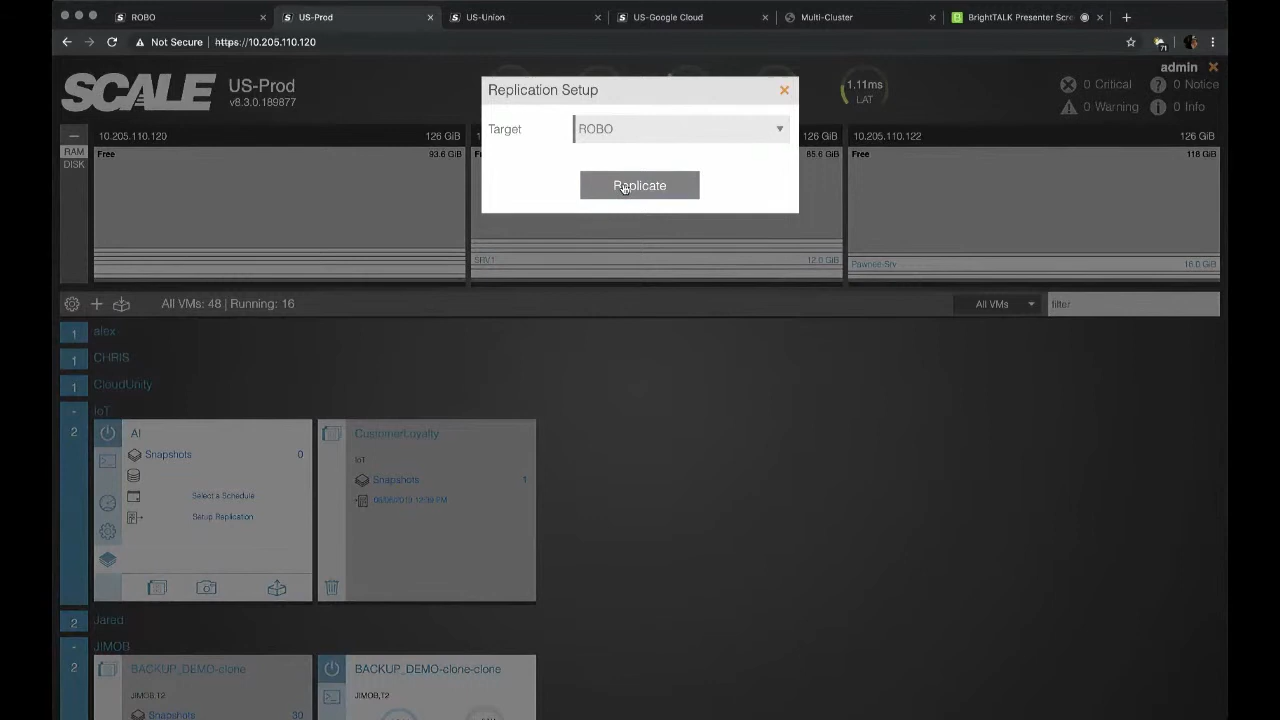 ROBO
US-Prod
US-Union
US-Google Cloud
Multi-Cluster
BrightTALK Presenter Scre
Not Secure
https://10.205.110.120
71
SCALE
US-Prod
v8.3.0.189877
1.11ms
LAT
admin
0 Critical
0 Notice
0 Warning
0 Info
Replication Setup
Target
ROBO
Replicate
RAM
DISK
10.205.110.120
126 GiB
Free
93.6 GiB
126 GiB
85.6 GiB
SRV1
12.0 GiB
10.205.110.122
126 GiB
Free
118 GiB
Pawnee-Srv
16.0 GiB
All VMs: 48 | Running: 16
All VMs
filter
1
alex
1
CHRIS
1
CloudUnity
-
IoT
2
AI
Snapshots
0
Select a Schedule
Setup Replication
CustomerLoyalty
IoT
Snapshots
1
2
Jared
-
JIMOB
2
BACKUP_DEMO-clone
JIMOB,T2
Snapshots
30
BACKUP_DEMO-clone-clone
JIMOB,T2